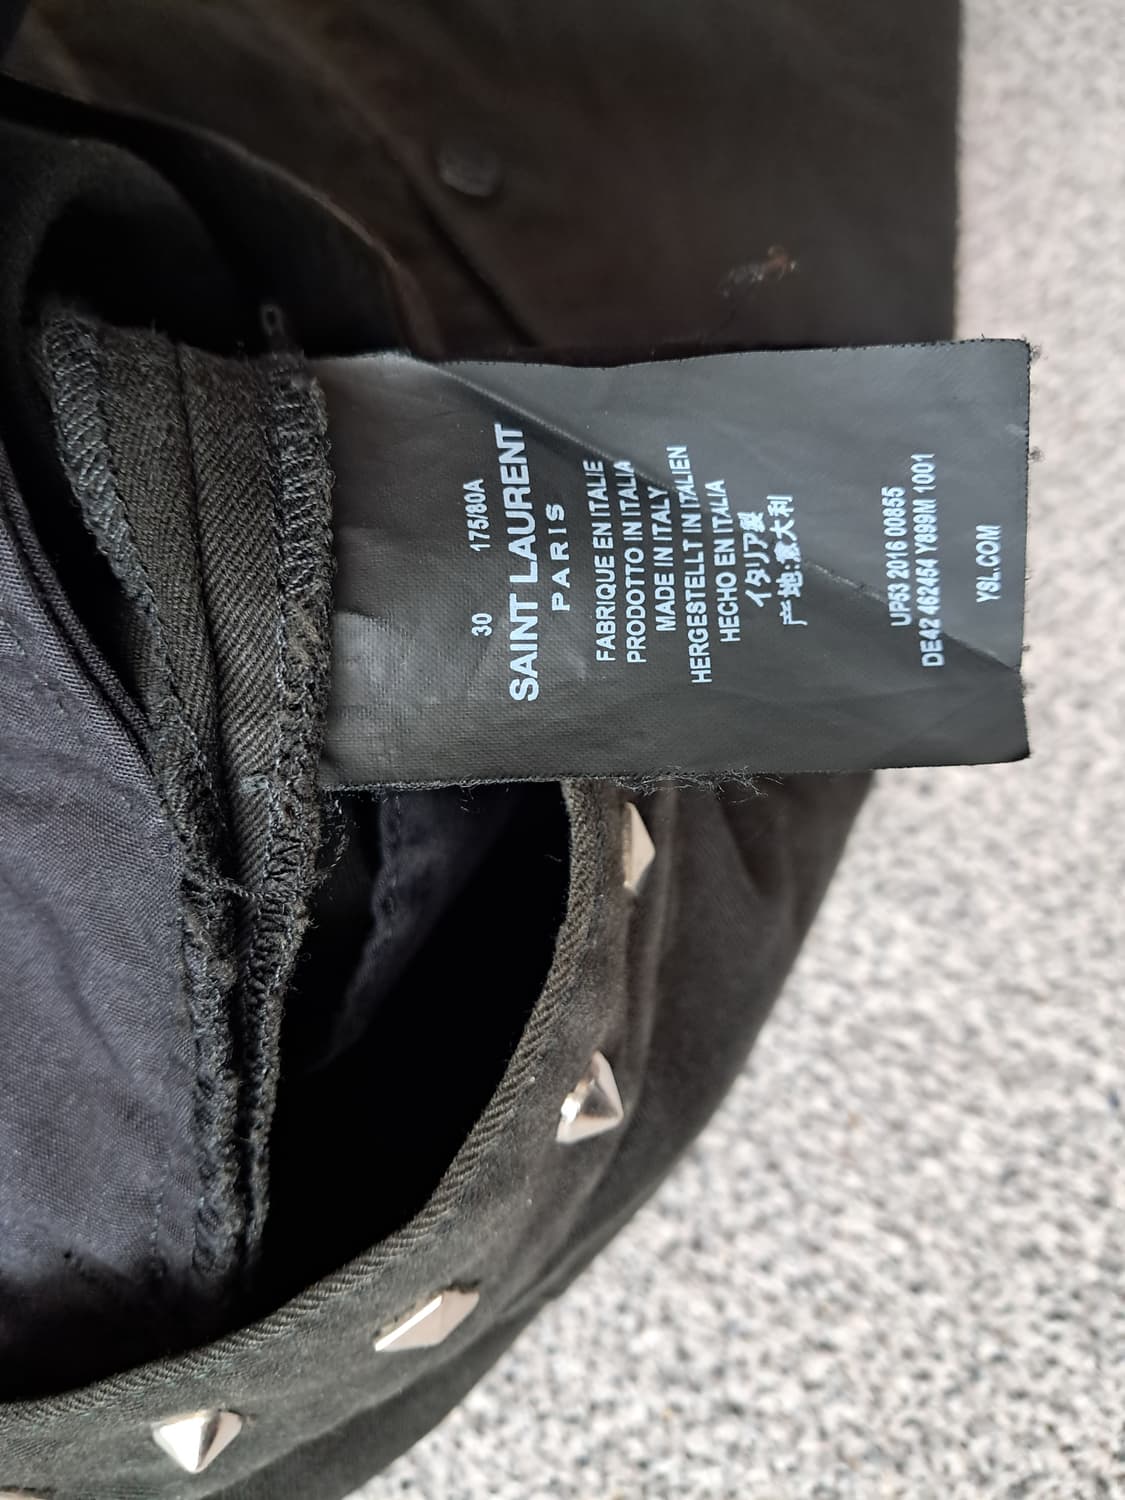 30 175/80A
SAINT LAURENT
PARIS
FABRIQUE EN ITALIE
PRODOTTO IN ITALIA
MADE IN ITALY
HERGESTELLT IN ITALIEN
HECHO EN ITALIA
イタリア製
产地:意大利
UP53 2016 00855
DE42 462454 Y899M 1001
YSL.COM